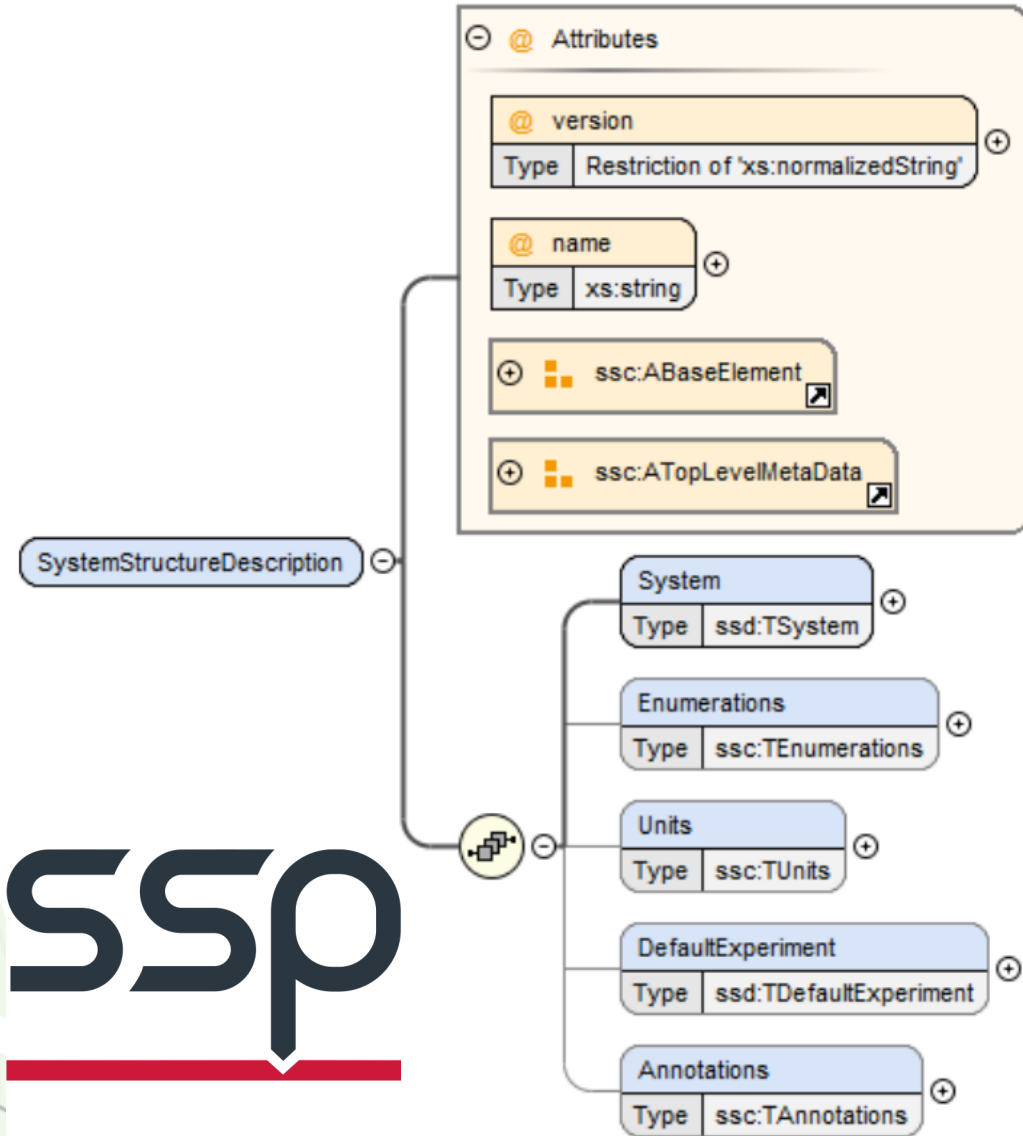 @ Attributes
@ version
Type Restriction of 'xs:normalizedString'
@ name
Type xs:string
ssc:ABaseElement
ssc:ATopLevelMetaData
SystemStructureDescription
System
Type ssd:TSystem
Enumerations
Type ssc:TEnumerations
Units
Type ssc:TUnits
DefaultExperiment
Type ssd:TDefaultExperiment
Annotations
Type ssc:TAnnotations
ssp